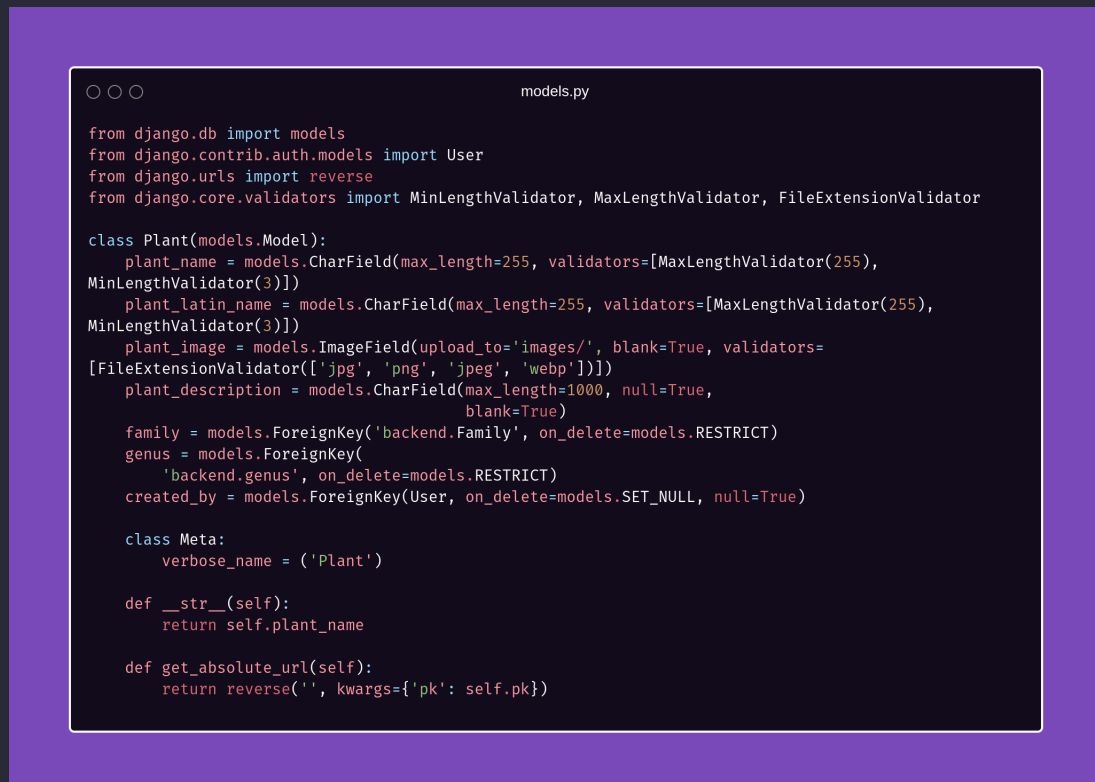 models.py
from django.db import models
from django.contrib.auth.models import User
from django.urls import reverse
from django.core.validators import MinLengthValidator, MaxLengthValidator, FileExtensionValidator

class Plant(models.Model):
    plant_name = models.CharField(max_length=255, validators=[MaxLengthValidator(255),
MinLengthValidator(3)])
    plant_latin_name = models.CharField(max_length=255, validators=[MaxLengthValidator(255),
MinLengthValidator(3)])
    plant_image = models.ImageField(upload_to='images/', blank=True, validators=
[FileExtensionValidator(['jpg', 'png', 'jpeg', 'webp'])])
    plant_description = models.CharField(max_length=1000, null=True,
                                         blank=True)
    family = models.ForeignKey('backend.Family', on_delete=models.RESTRICT)
    genus = models.ForeignKey(
        'backend.genus', on_delete=models.RESTRICT)
    created_by = models.ForeignKey(User, on_delete=models.SET_NULL, null=True)

    class Meta:
        verbose_name = ('Plant')

    def __str__(self):
        return self.plant_name

    def get_absolute_url(self):
        return reverse('', kwargs={'pk': self.pk})